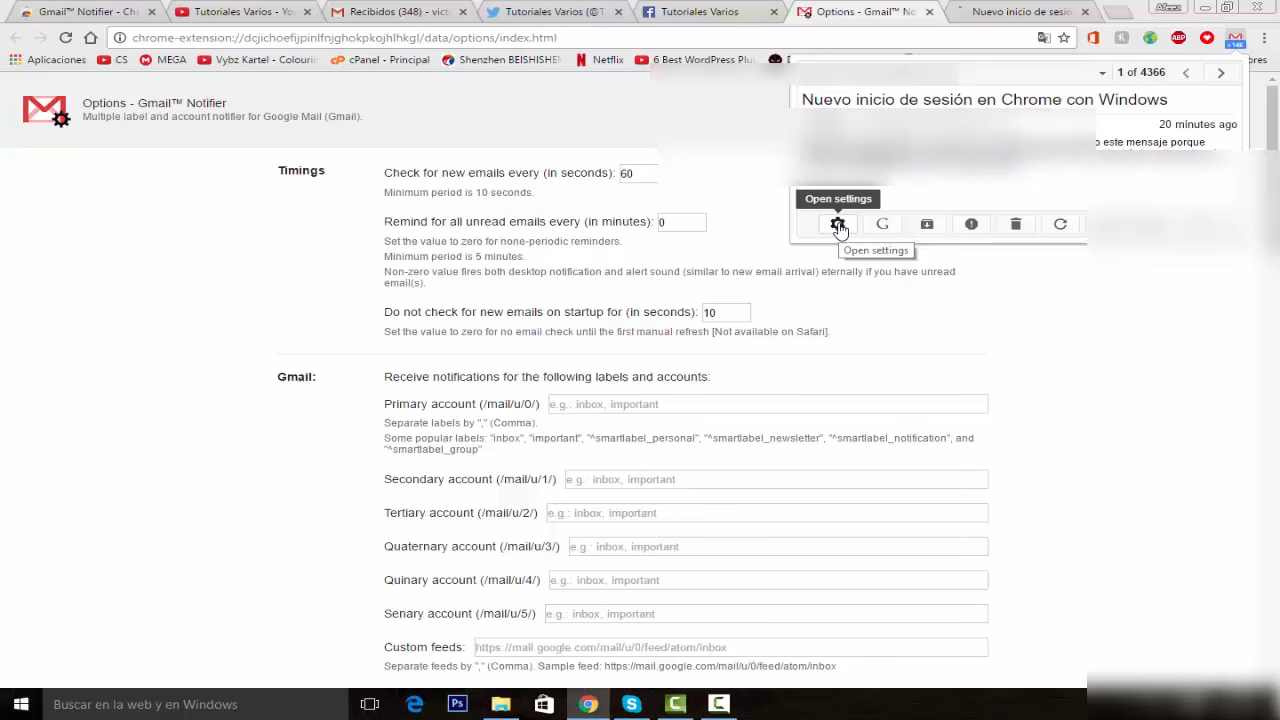 Gmail™ Notifier - Chr
Tutoriales Varios - Yo
Recibidos (348) - victo
Tutoriales Varios (@T
Tutoriales Varios
Options - Gmail™ No
Nuevo inicio de sesió
Afeez
chrome-extension://dcjichoefijpinlfnjghokpkojhlhkgl/data/options/index.html
ABP
>14K
Aplicaciones
CS
MEGA
Vybz Kartel - Colourin
cPanel - Principal
Shenzhen BEISHISHEN
Netflix
6 Best WordPress Plu
ores
Options - Gmail™ Notifier
Multiple label and account notifier for Google Mail (Gmail).
1 of 4366
Nuevo inicio de sesión en Chrome con Windows
20 minutes ago
o este mensaje porque
Open settings
Open settings
Timings
Check for new emails every (in seconds): 60
Minimum period is 10 seconds.
Remind for all unread emails every (in minutes): 0
Set the value to zero for none-periodic reminders.
Minimum period is 5 minutes.
Non-zero value fires both desktop notification and alert sound (similar to new email arrival) eternally if you have unread
email(s).
Do not check for new emails on startup for (in seconds): 10
Set the value to zero for no email check until the first manual refresh [Not available on Safari].
Gmail:
Receive notifications for the following labels and accounts:
Primary account (/mail/u/0/) e.g.: inbox, important
Separate labels by "," (Comma).
Some popular labels: "inbox", "important", "^smartlabel_personal", "^smartlabel_newsletter", "^smartlabel_notification", and
"^smartlabel_group"
Secondary account (/mail/u/1/) e.g.: inbox, important
Tertiary account (/mail/u/2/) e.g.: inbox, important
Quaternary account (/mail/u/3/) e.g.: inbox, important
Quinary account (/mail/u/4/) e.g.: inbox, important
Senary account (/mail/u/5/) e.g.: inbox, important
Custom feeds: https://mail.google.com/mail/u/0/feed/atom/inbox
Separate feeds by "," (Comma). Sample feed: https://mail.google.com/mail/u/0/feed/atom/inbox
Buscar en la web y en Windows
Ps